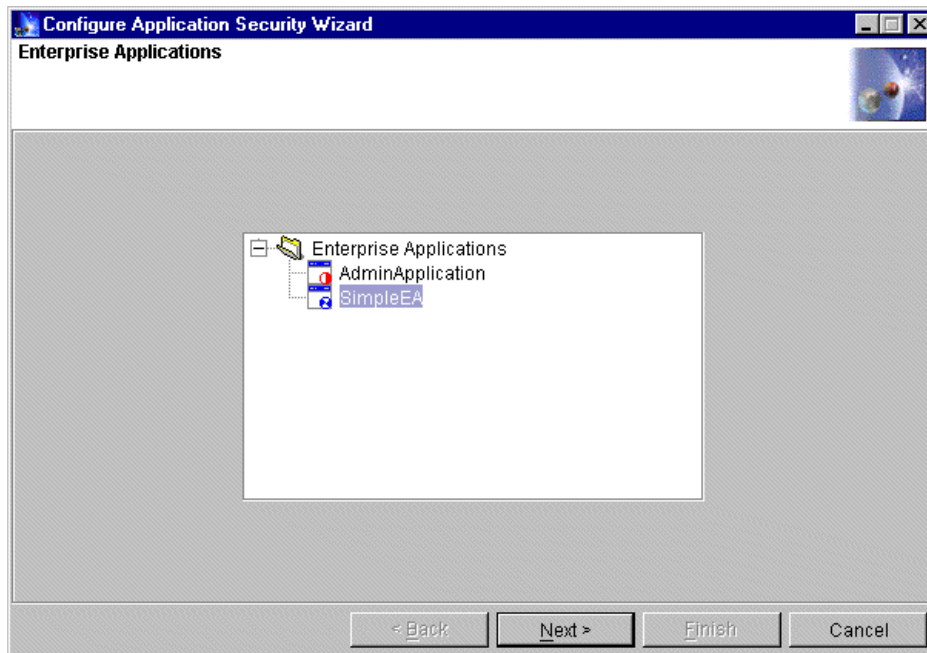 Configure Application Security Wizard
Enterprise Applications
Enterprise Applications
AdminApplication
SimpleEA
< Back Next > Finish Cancel